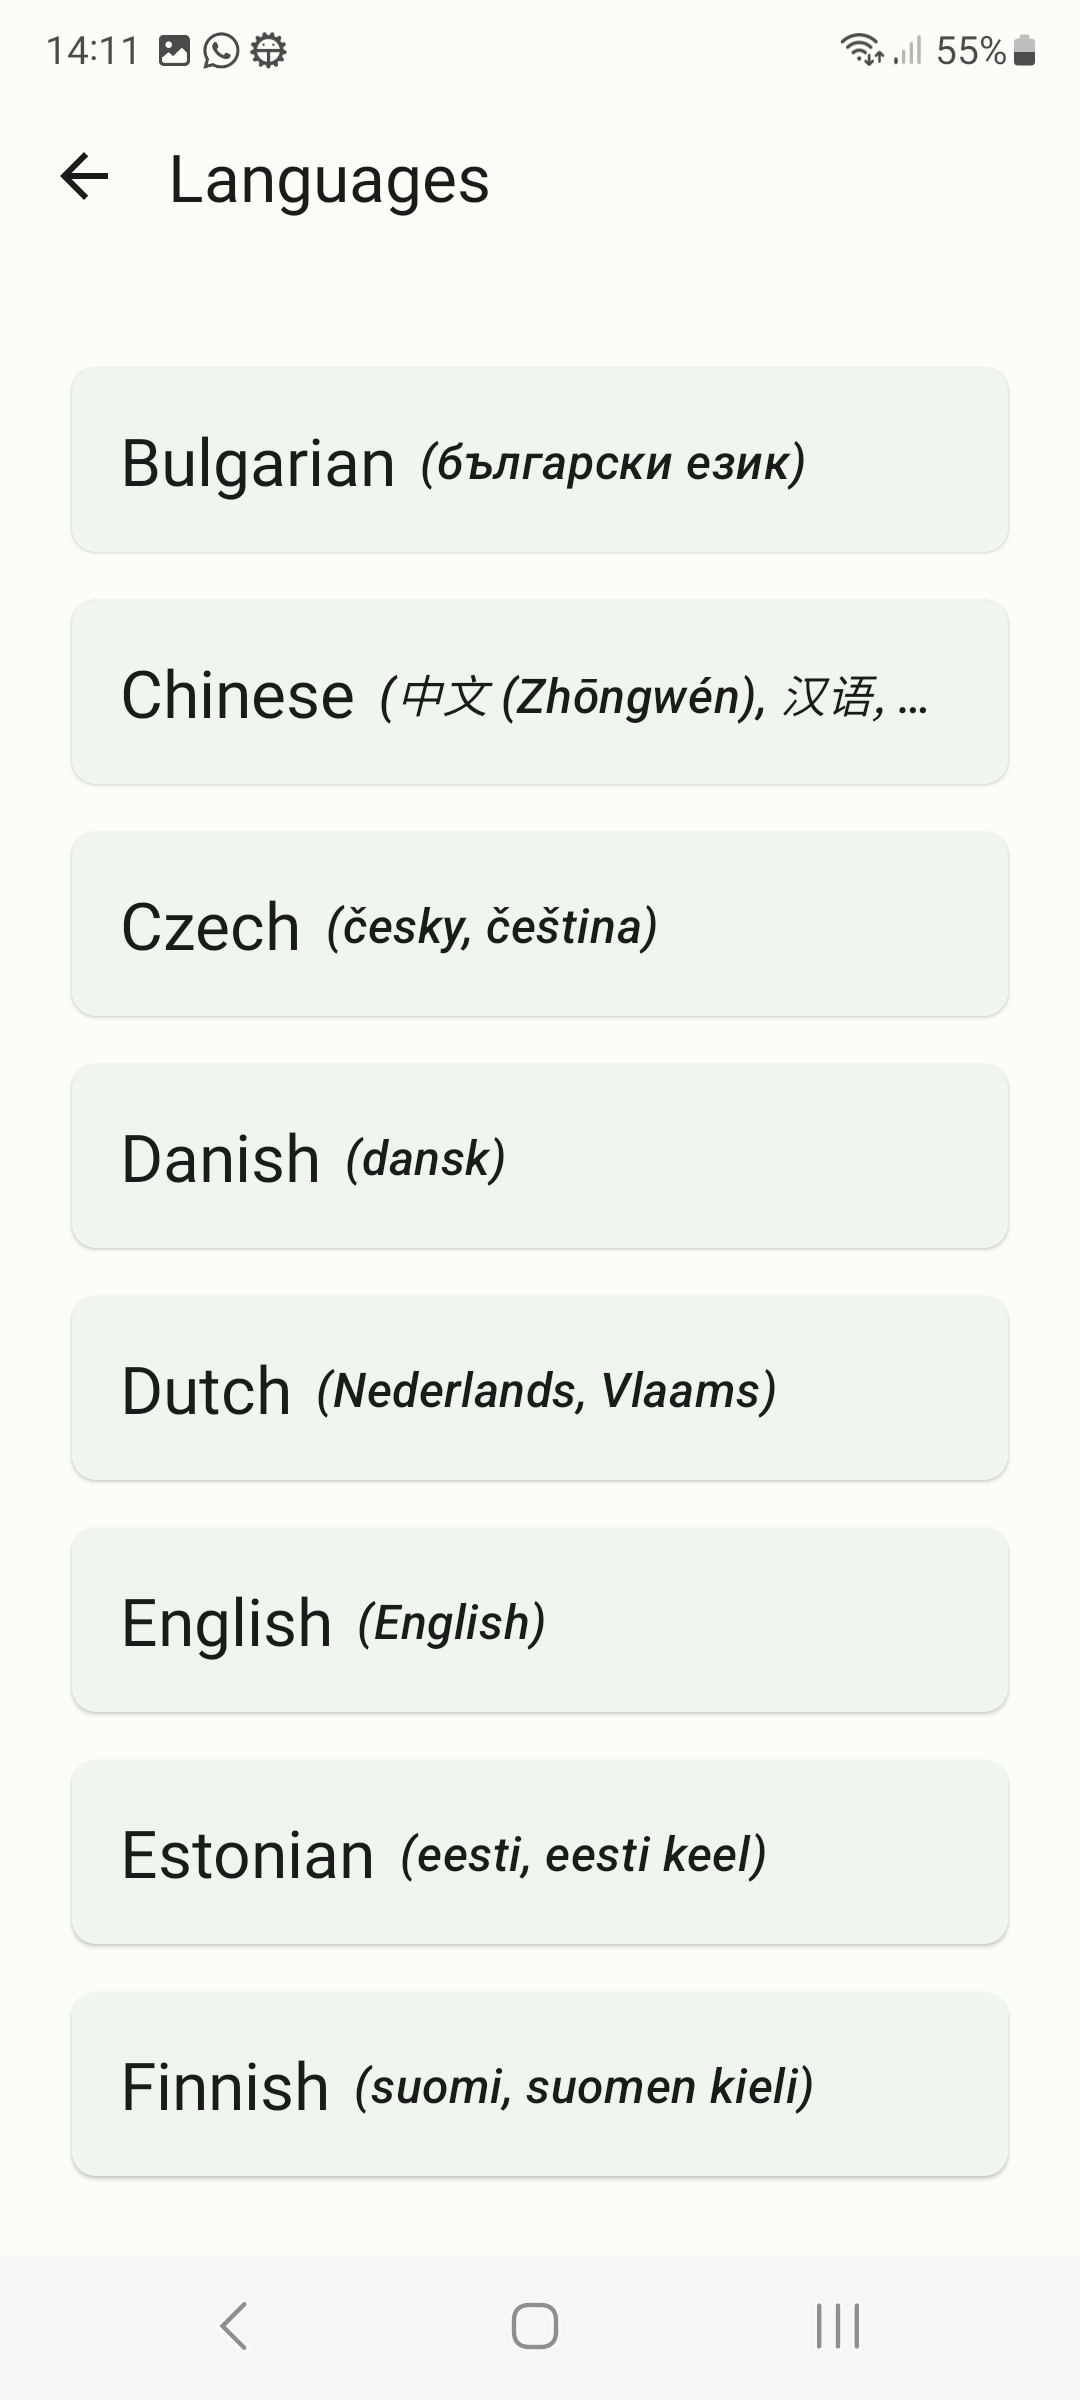 14:11 55%
Languages
Bulgarian (български език)
Chinese (中文 (Zhōngwén), 汉语, …
Czech (česky, čeština)
Danish (dansk)
Dutch (Nederlands, Vlaams)
English (English)
Estonian (eesti, eesti keel)
Finnish (suomi, suomen kieli)